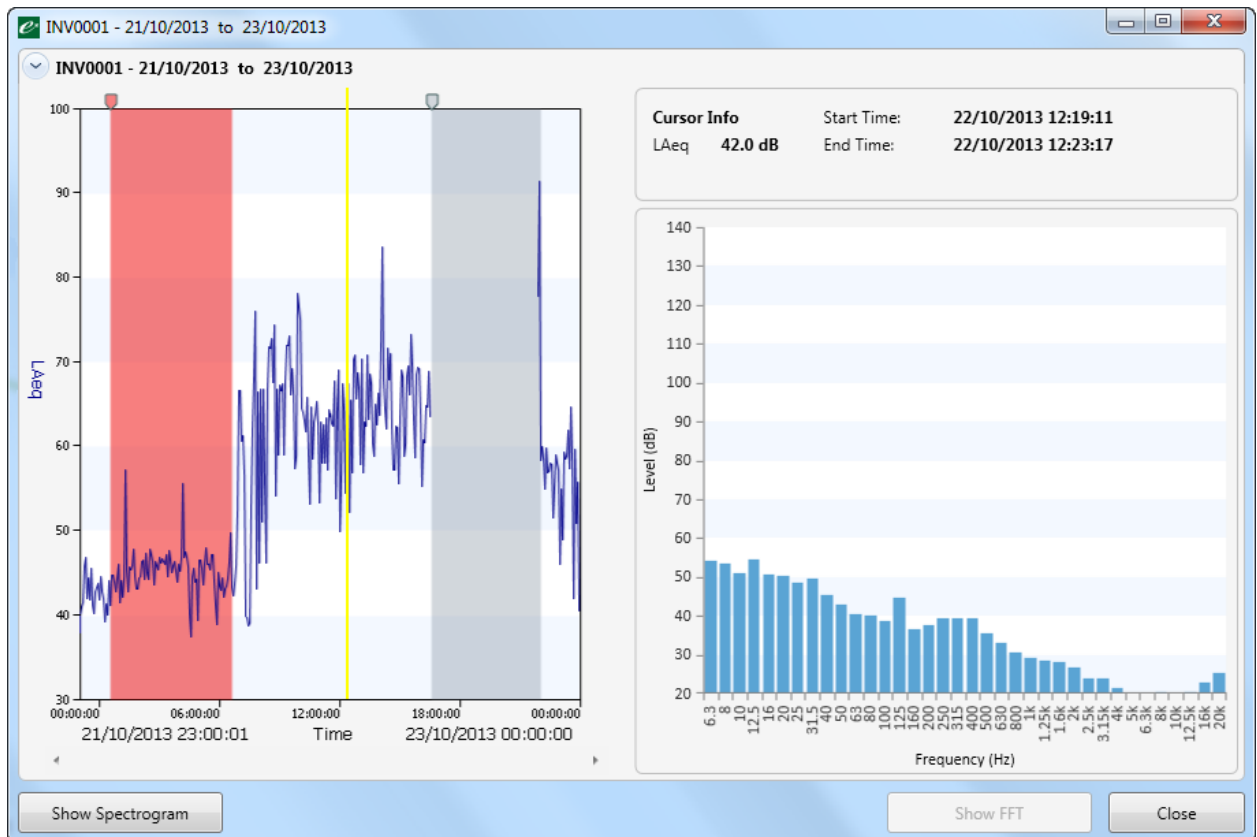 INV0001 - 21/10/2013 to 23/10/2013
INV0001 - 21/10/2013 to 23/10/2013
100
90
80
70
60
50
40
30
LAeq
00:00:00 06:00:00 12:00:00 18:00:00 00:00:00
21/10/2013 23:00:01 Time 23/10/2013 00:00:00
Cursor Info Start Time: 22/10/2013 12:19:11
LAeq 42.0 dB End Time: 22/10/2013 12:23:17
140
130
120
110
100
90
80
70
60
50
40
30
20
Level (dB)
6.3 8 10 12.5 16 20 25 31.5 40 50 63 80 100 125 160 200 250 315 400 500 630 800 1k 1.25k 1.6k 2k 2.5k 3.15k 4k 5k 6.3k 8k 10k 12.5k 16k 20k
Frequency (Hz)
Show Spectrogram Show FFT Close